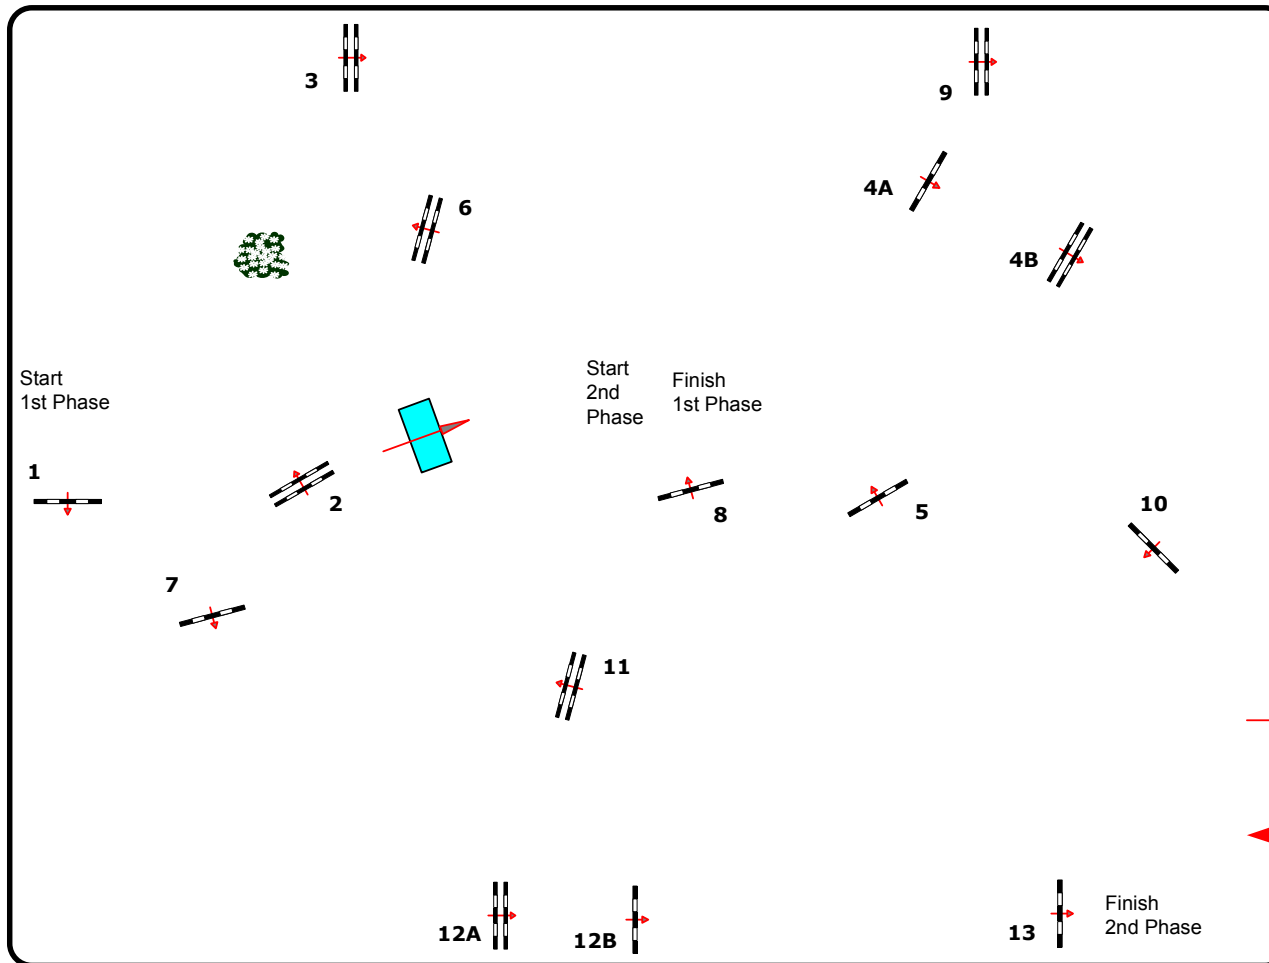 3
9
4A
6
4B
Start
1st Phase
Start
2nd
Phase
Finish
1st Phase
1
2
8
5
10
7
11
12A
12B
13
Finish
2nd Phase